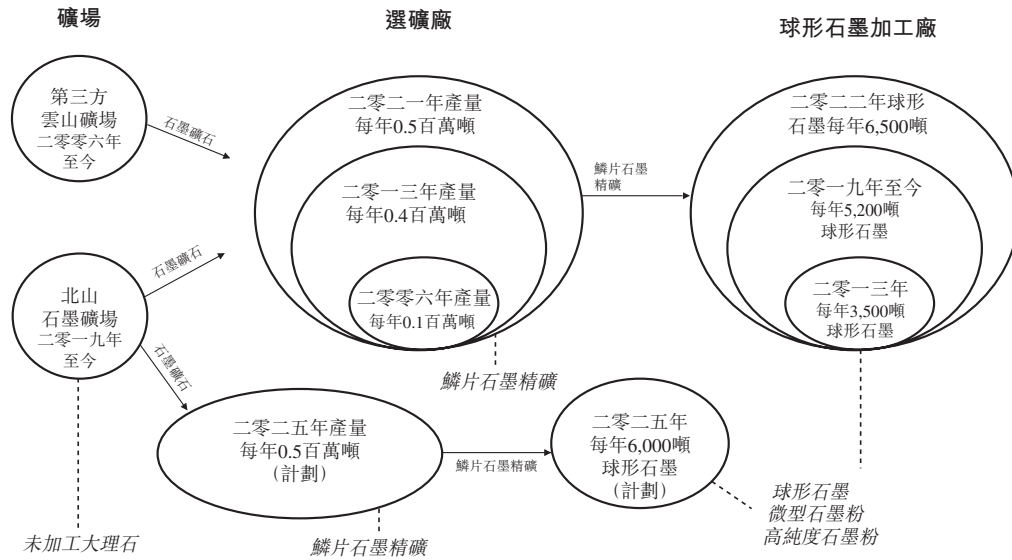 礦場
選礦廠
球形石墨加工廠
第三方
雲山礦場
二零零六年
至今
石墨礦石
二零二一年產量
每年0.5百萬噸
二零一三年產量
每年0.4百萬噸
二零零六年產量
每年0.1百萬噸
鱗片石墨
精礦
二零二二年球形
石墨每年6,500噸
二零一九年至今
每年5,200噸
球形石墨
二零一三年
每年3,500噸
球形石墨
北山
石墨礦場
二零一九年
至今
石墨礦石
石墨礦石
鱗片石墨精礦
二零二五年產量
每年0.5百萬噸
(計劃)
鱗片石墨精礦
二零二五年
每年6,000噸
球形石墨
(計劃)
未加工大理石
鱗片石墨精礦
球形石墨
微型石墨粉
高純度石墨粉